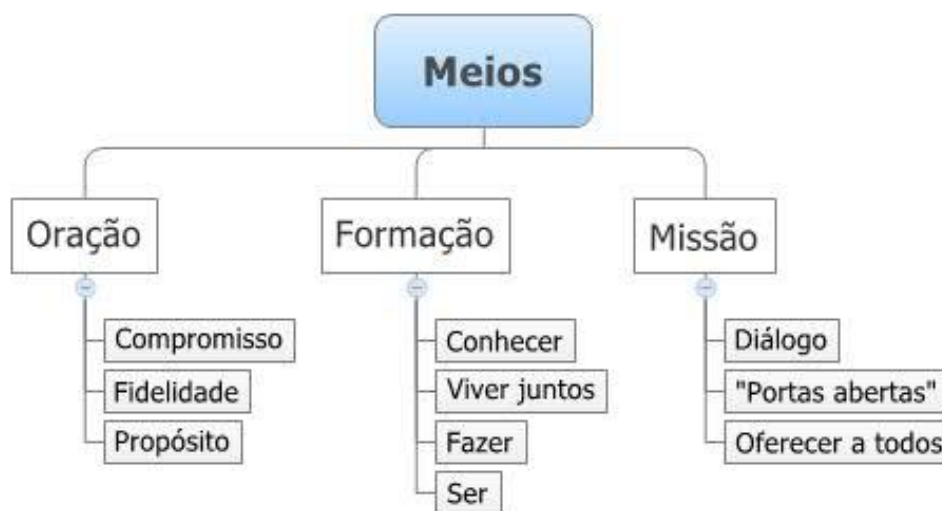 Meios
Oração
Compromisso
Fidelidade
Propósito
Formação
Conhecer
Viver juntos
Fazer
Ser
Missão
Diálogo
"Portas abertas"
Oferecer a todos